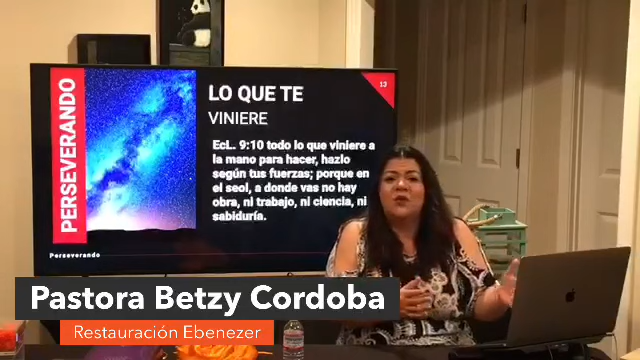 PERSEVERANDO
13
LO QUE TE
VINIERE
EcL. 9:10 todo lo que viniere a
la mano para hacer, hazlo
según tus fuerzas; porque en
el seol, a donde vas no hay
obra, ni trabajo, ni ciencia, ni
sabiduría.
Perseverando
Pastora Betzy Cordoba
Restauración Ebenezer